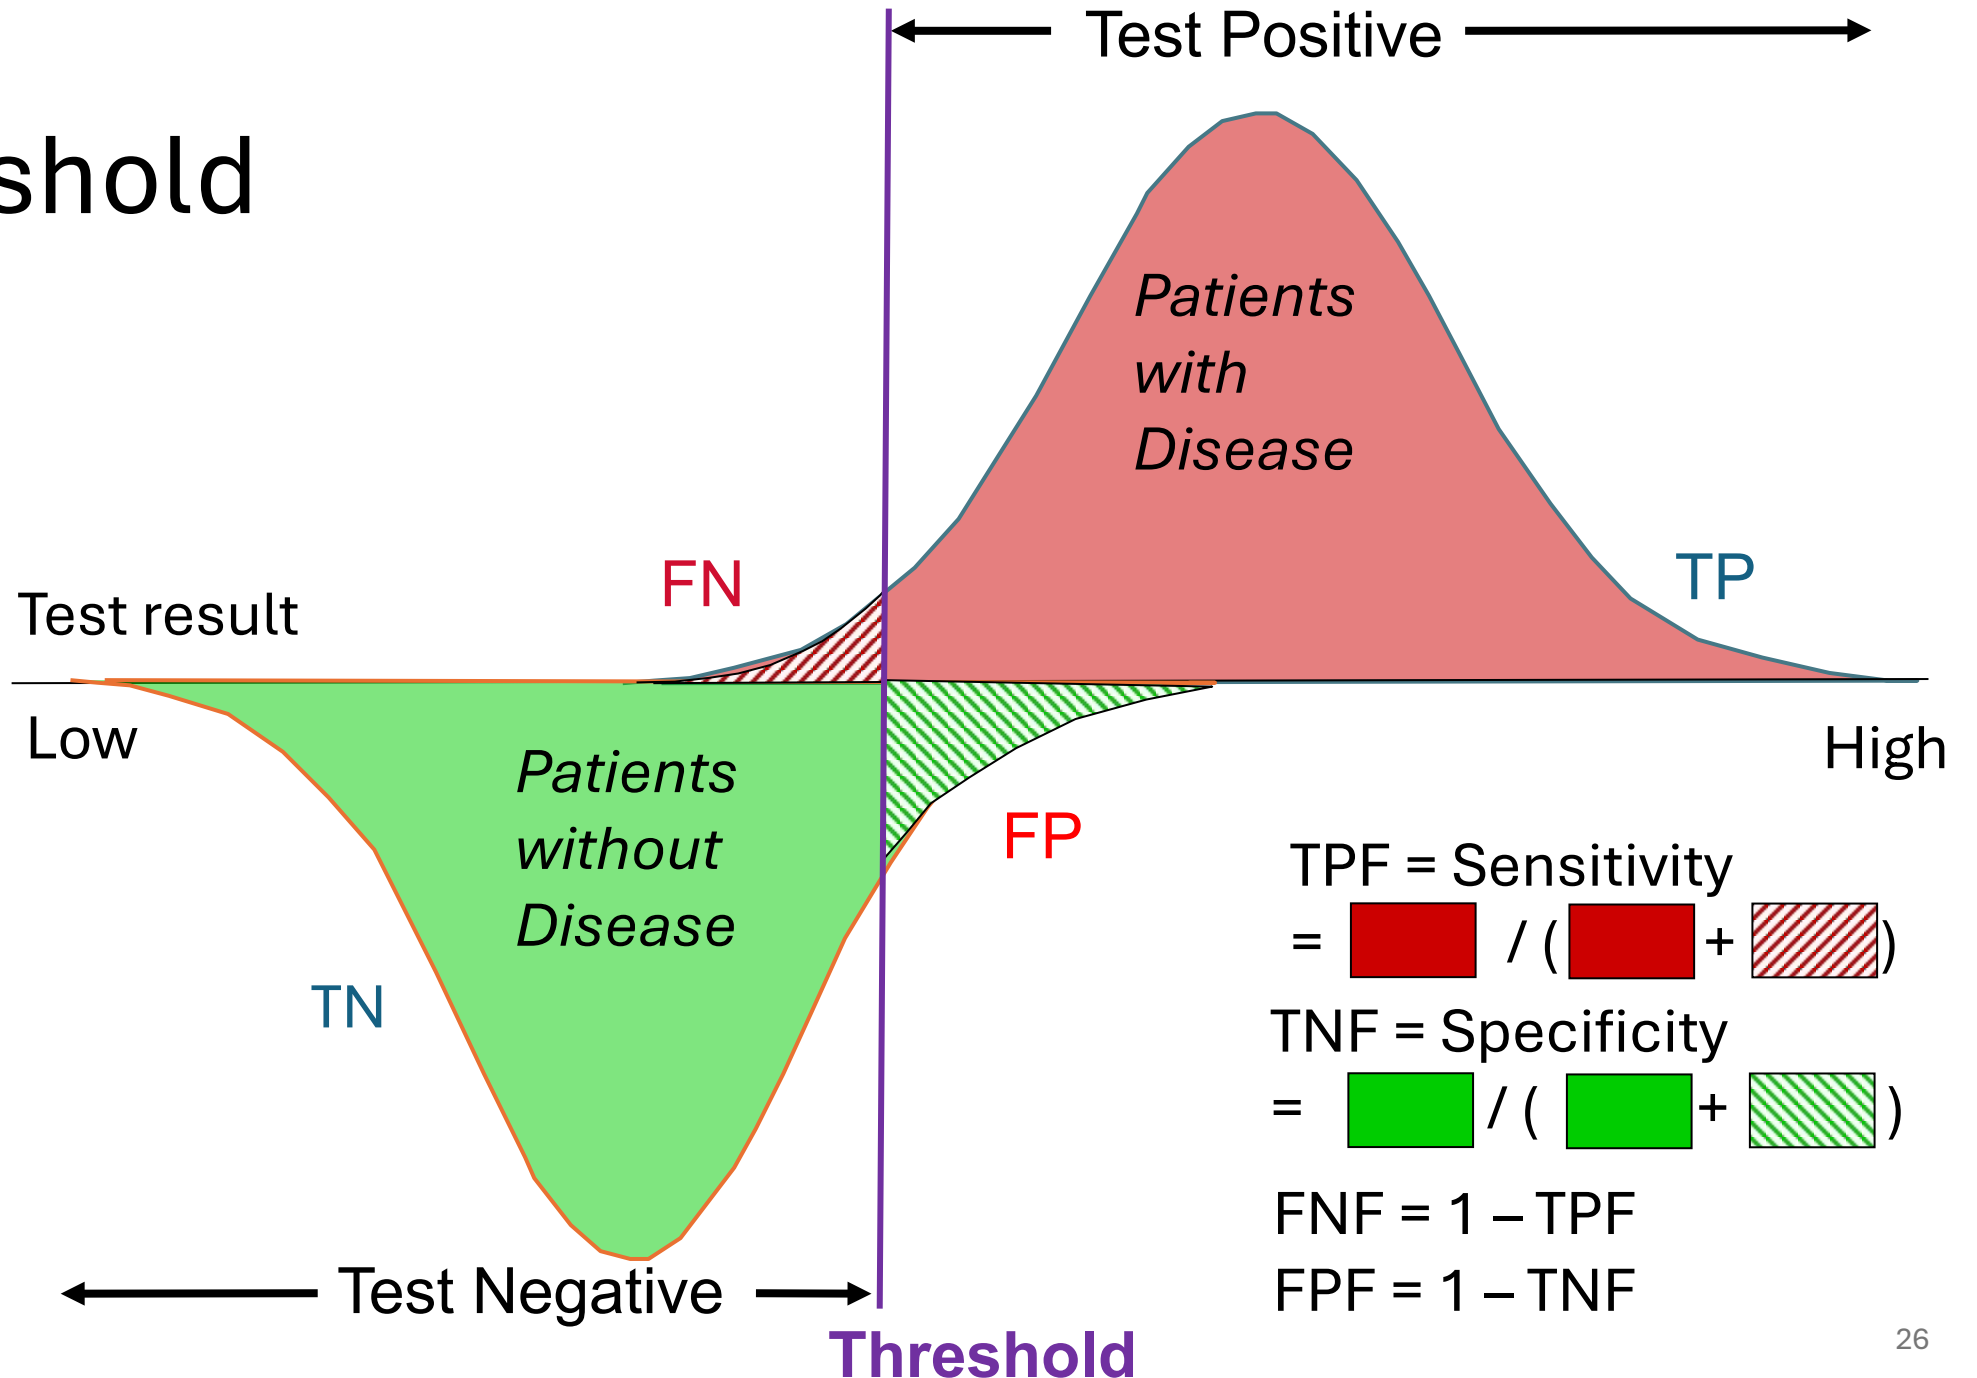 Test Positive
shold
Patients
with
Disease
FN
TP
Test result
Low
High
Patients
without
Disease
FP
TN
TPF = Sensitivity
= / ( + )
TNF = Specificity
= / ( + )
FNF = 1 – TPF
FPF = 1 – TNF
Test Negative
Threshold
26